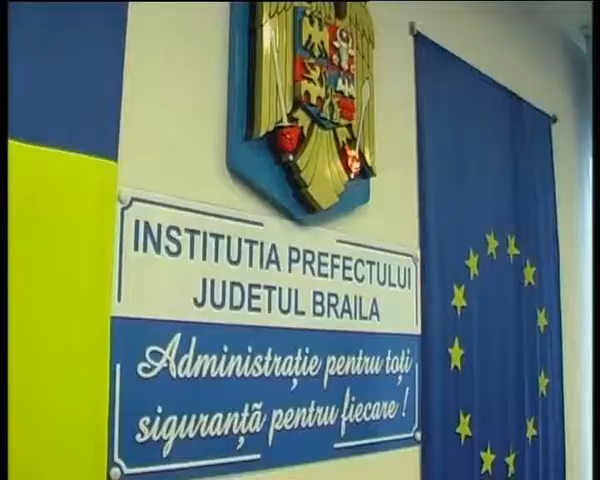 INSTITUTIA PREFECTULUI
JUDETUL BRAILA
Administrație pentru toți
siguranță pentru fiecare !